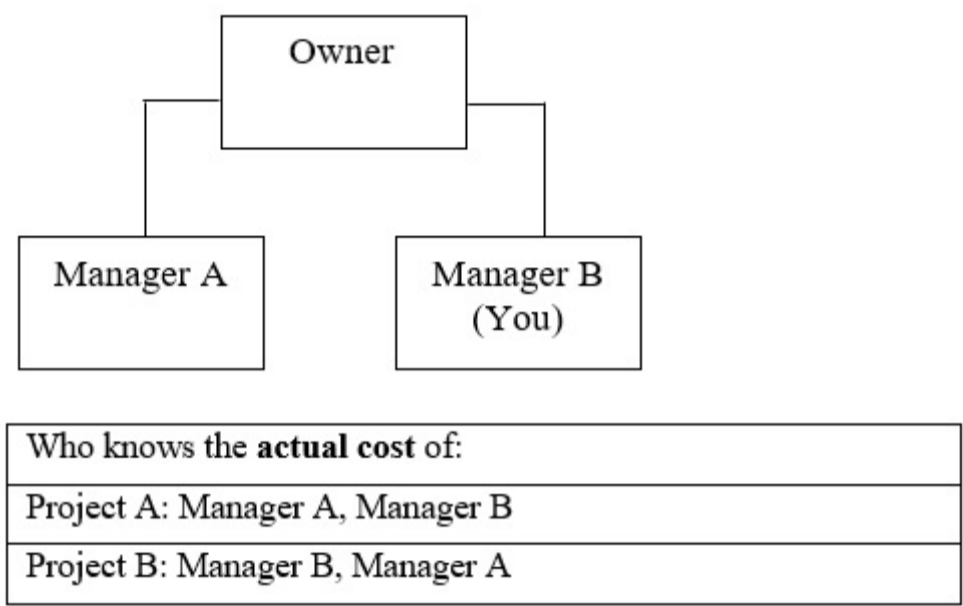 Owner
Manager A
Manager B
(You)
Who knows the actual cost of:
Project A: Manager A, Manager B
Project B: Manager B, Manager A